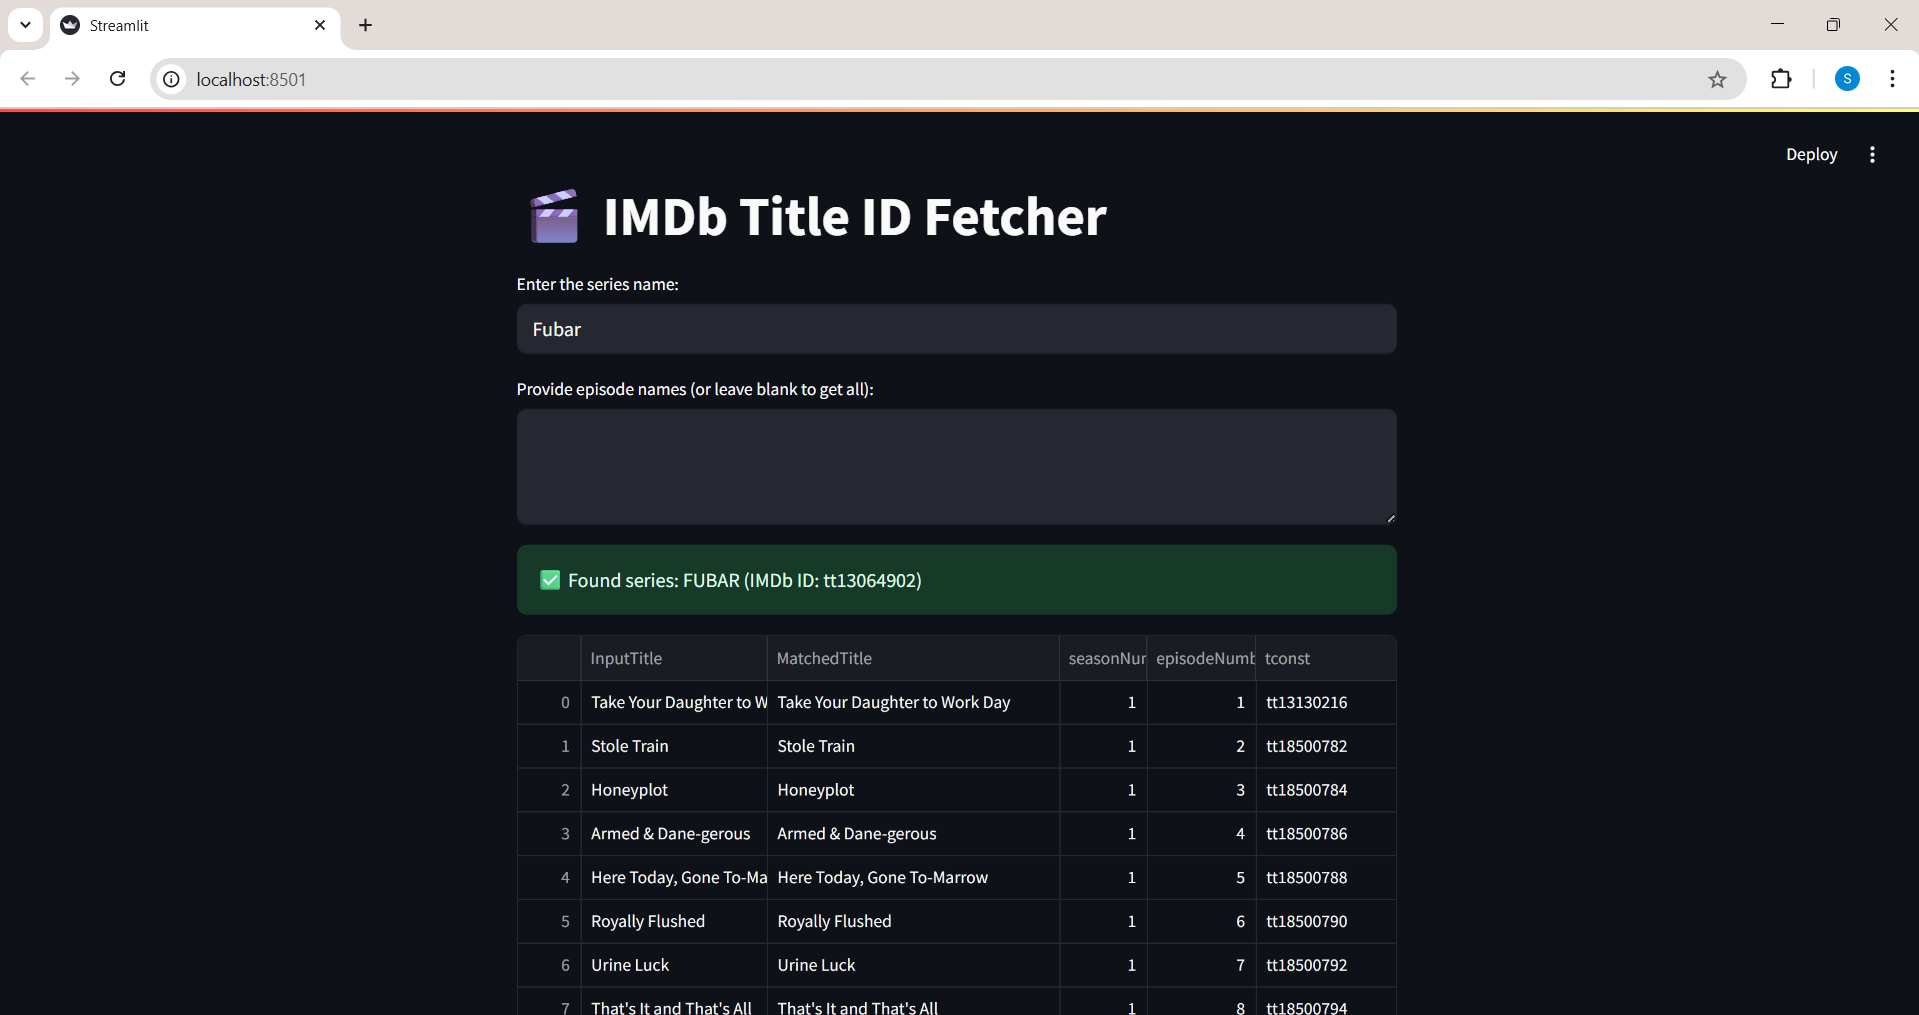 Streamlit
localhost:8501
S
Deploy
IMDb Title ID Fetcher
Enter the series name:
Fubar
Provide episode names (or leave blank to get all):
Found series: FUBAR (IMDb ID: tt13064902)
InputTitle MatchedTitle seasonNur episodeNumb tconst
0 Take Your Daughter to W Take Your Daughter to Work Day 1 1 tt13130216
1 Stole Train Stole Train 1 2 tt18500782
2 Honeyplot Honeyplot 1 3 tt18500784
3 Armed & Dane-gerous Armed & Dane-gerous 1 4 tt18500786
4 Here Today, Gone To-Ma Here Today, Gone To-Marrow 1 5 tt18500788
5 Royally Flushed Royally Flushed 1 6 tt18500790
6 Urine Luck Urine Luck 1 7 tt18500792
7 That's It and That's All That's It and That's All 1 8 tt18500794